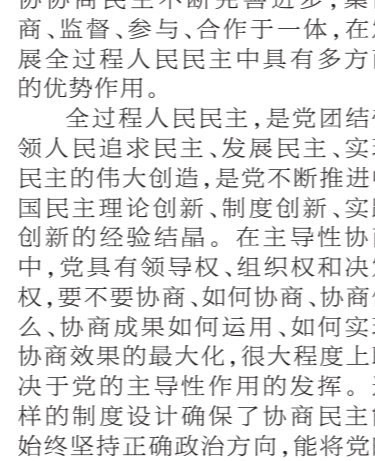 协商民主不断完善进步,集
商、监督、参与、合作于一体,在
展全过程人民民主中具有多方
的优势作用。
全过程人民民主,是党团结
领人民追求民主、发展民主、实
民主的伟大创造,是党不断推进
国民主理论创新、制度创新、实
创新的经验结晶。在主导性协
中,党具有领导权、组织权和决
权,要不要协商、如何协商、协商
么、协商成果如何运用、如何实
协商效果的最大化,很大程度上
决于党的主导性作用的发挥。
样的制度设计确保了协商民主
始终坚持正确政治方向,能将党